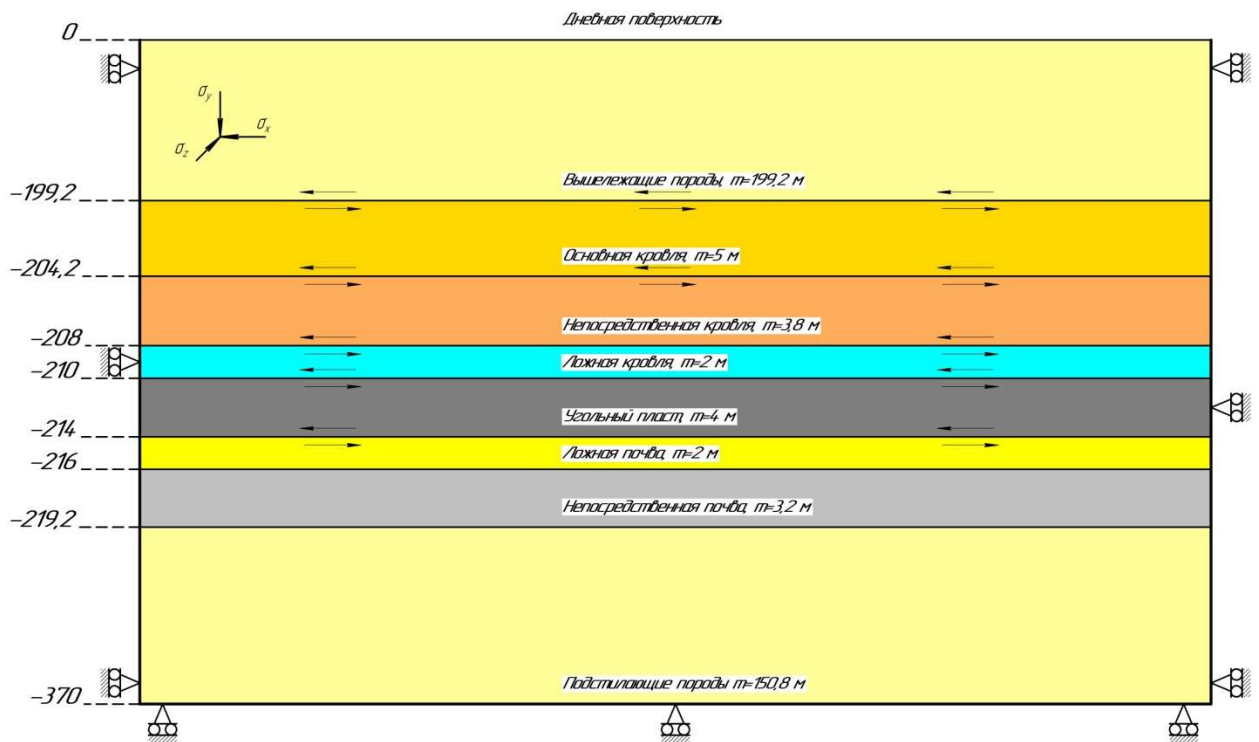 Дневная поверхность
0
σy
σx
σz
Вышележащие породы, m=199,2 м
−199,2
Основная кровля, m=5 м
−204,2
Непосредственная кровля, m=3,8 м
−208
Ложная кровля, m=2 м
−210
Угольный пласт, m=4 м
−214
Ложная почва, m=2 м
−216
Непосредственная почва, m=3,2 м
−219,2
Подстилающие породы m=150,8 м
−370